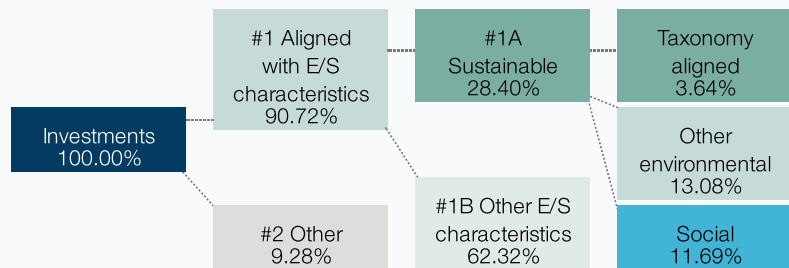 Investments
100.00%
#1 Aligned
with E/S
characteristics
90.72%
#2 Other
9.28%
#1A
Sustainable
28.40%
#1B Other E/S
characteristics
62.32%
Taxonomy
aligned
3.64%
Other
environmental
13.08%
Social
11.69%